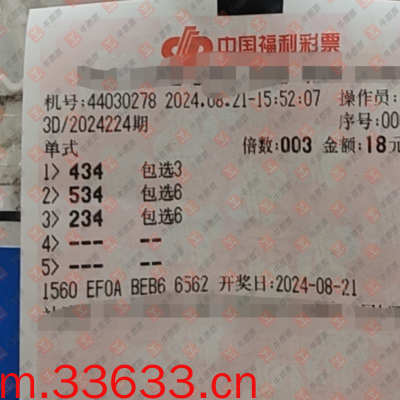 中国福利彩票
机号:44030278 2024.08.21-15:52:07 操作员:
3D/2024224期 序号:00
单式 倍数:003 金额:18元
1> 434 包选3
2> 534 包选6
3> 234 包选6
4> --- --
5> --- --
1560 EF0A BEB6 6562 开奖日:2024-08-21
m.33633.cn